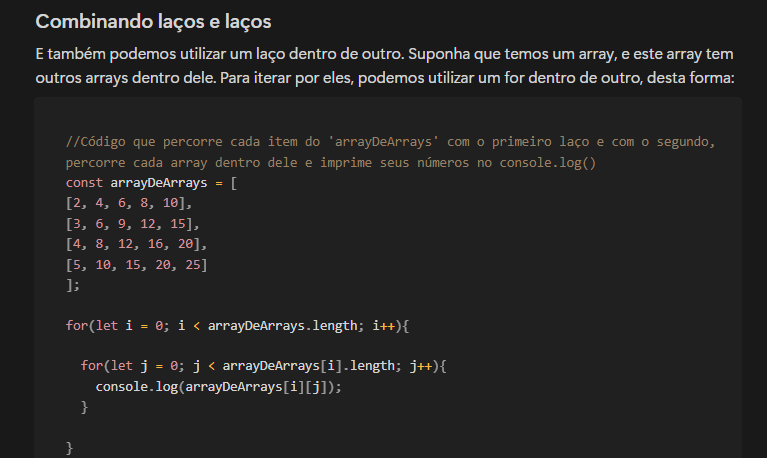 Combinando laços e laços
E também podemos utilizar um laço dentro de outro. Suponha que temos um array, e este array tem
outros arrays dentro dele. Para iterar por eles, podemos utilizar um for dentro de outro, desta forma:
//Código que percorre cada item do 'arrayDeArrays' com o primeiro laço e com o segundo,
percorre cada array dentro dele e imprime seus números no console.log()
const arrayDeArrays = [
[2, 4, 6, 8, 10],
[3, 6, 9, 12, 15],
[4, 8, 12, 16, 20],
[5, 10, 15, 20, 25]
];
for(let i = 0; i < arrayDeArrays.length; i++){
for(let j = 0; j < arrayDeArrays[i].length; j++){
console.log(arrayDeArrays[i][j]);
}
}